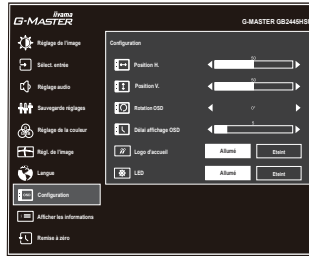 iiyama
G-MASTER
G-MASTER GB2445HSU
Réglage de l'image
Sélect. entrée
Réglage audio
Sauvegarde réglages
Réglage de la couleur
Régl. de l'image
Langue
Configuration
Afficher les informations
Remise à zéro
Configuration
Position H.
50
Position V.
50
Rotation OSD
0°
Délai affichage OSD
Logo d'accueil
Allumé
Eteint
LED
Allumé
Eteint